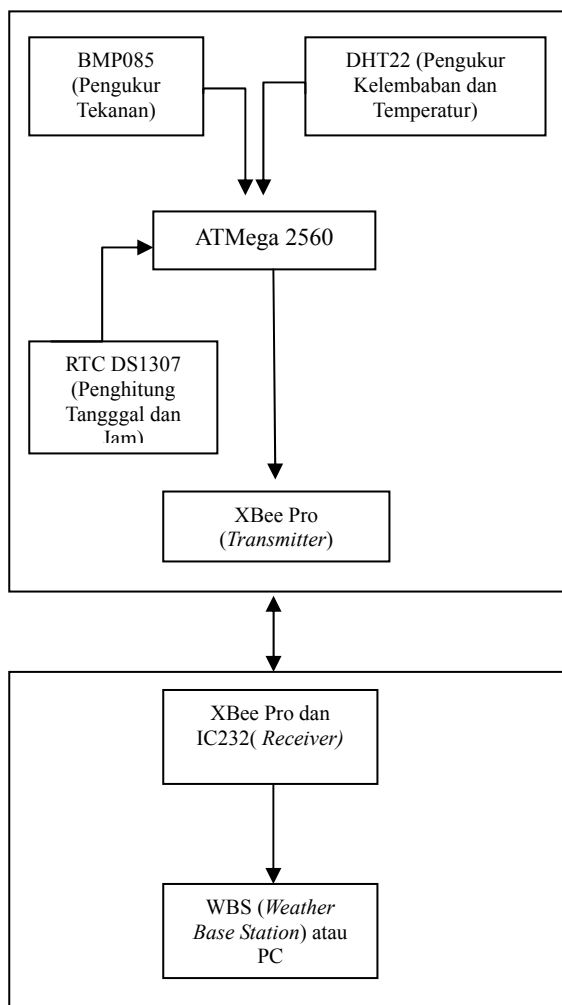 BMP085
(Pengukur
Tekanan)
DHT22 (Pengukur
Kelembaban dan
Temperatur)
ATMega 2560
RTC DS1307
(Penghitung
Tangggal dan
Jam)
XBee Pro
(Transmitter)
XBee Pro dan
IC232( Receiver)
WBS (Weather
Base Station) atau
PC